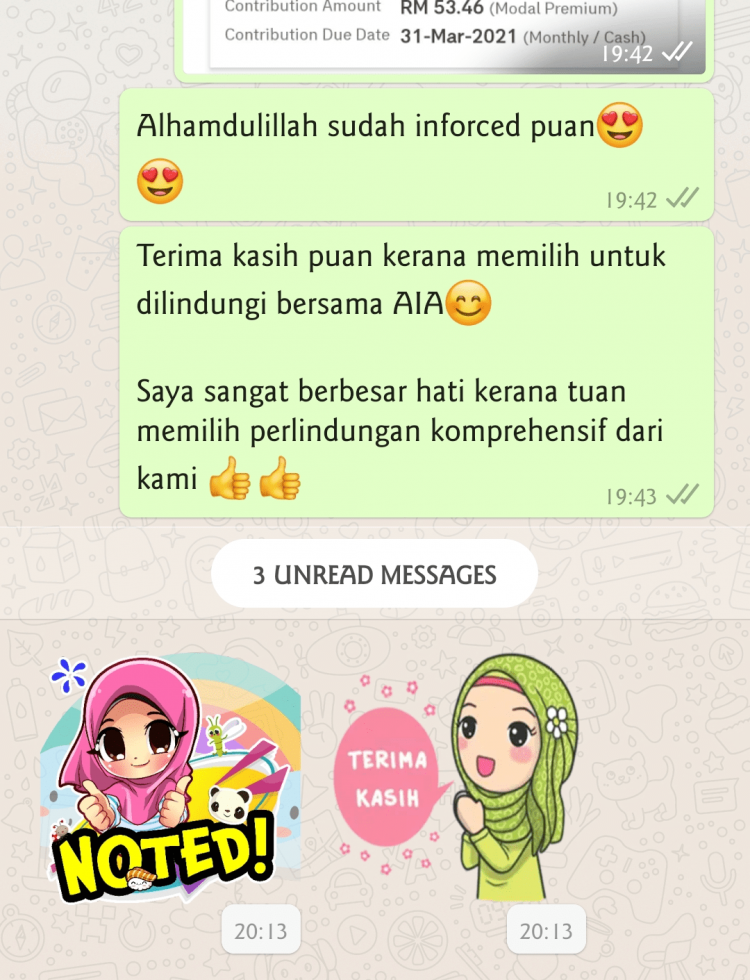 Contribution Amount RM 53.46 (Modal Premium)
Contribution Due Date 31-Mar-2021 (Monthly / Cash)
19:42
Alhamdulillah sudah inforced puan😍
😍
19:42
Terima kasih puan kerana memilih untuk
dilindungi bersama AIA😊
Saya sangat berbesar hati kerana tuan
memilih perlindungan komprehensif dari
kami 👍👍
19:43
3 UNREAD MESSAGES
NOTED!
20:13
TERIMA
KASIH
20:13